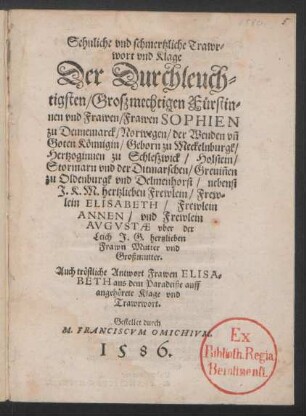 Sehnliche vnd schmertzliche Trawr-
wort vnd Klage
Der Durchleuch-
tigsten/Großmechtigen Fürstin-
nen vnd Frawen/Frawen SOPHIEN
zu Dennemarck/Norwegen/der Wenden vñ
Goten Königin/Geborn zu Meckelnburgk/
Hertzoginnen zu Schleßwick/Holstein/
Stormarn vnd der Ditmarschen/Greuinnen
zu Oldenburgk vnd Delmenhorst/nebenst
J. K. M. hertzlieben Frewlein/Frew-
lein ELISABETH/Frewlein
ANNEN/vnd Frewlein
AVGVSTÆ vber der
Leich J. G. hertzlieben
Frawen Mutter vnd
Großmutter.
Auch tröstliche Antwort Frawen ELISA-
BETH aus dem Paradeise auff
angehörete Klage vnd
Trawrwort.
Gestellet durch
M. FRANCISCVM OMICHIVM.
1586.
Ex
Biblioth. Regia
Berolinensi.